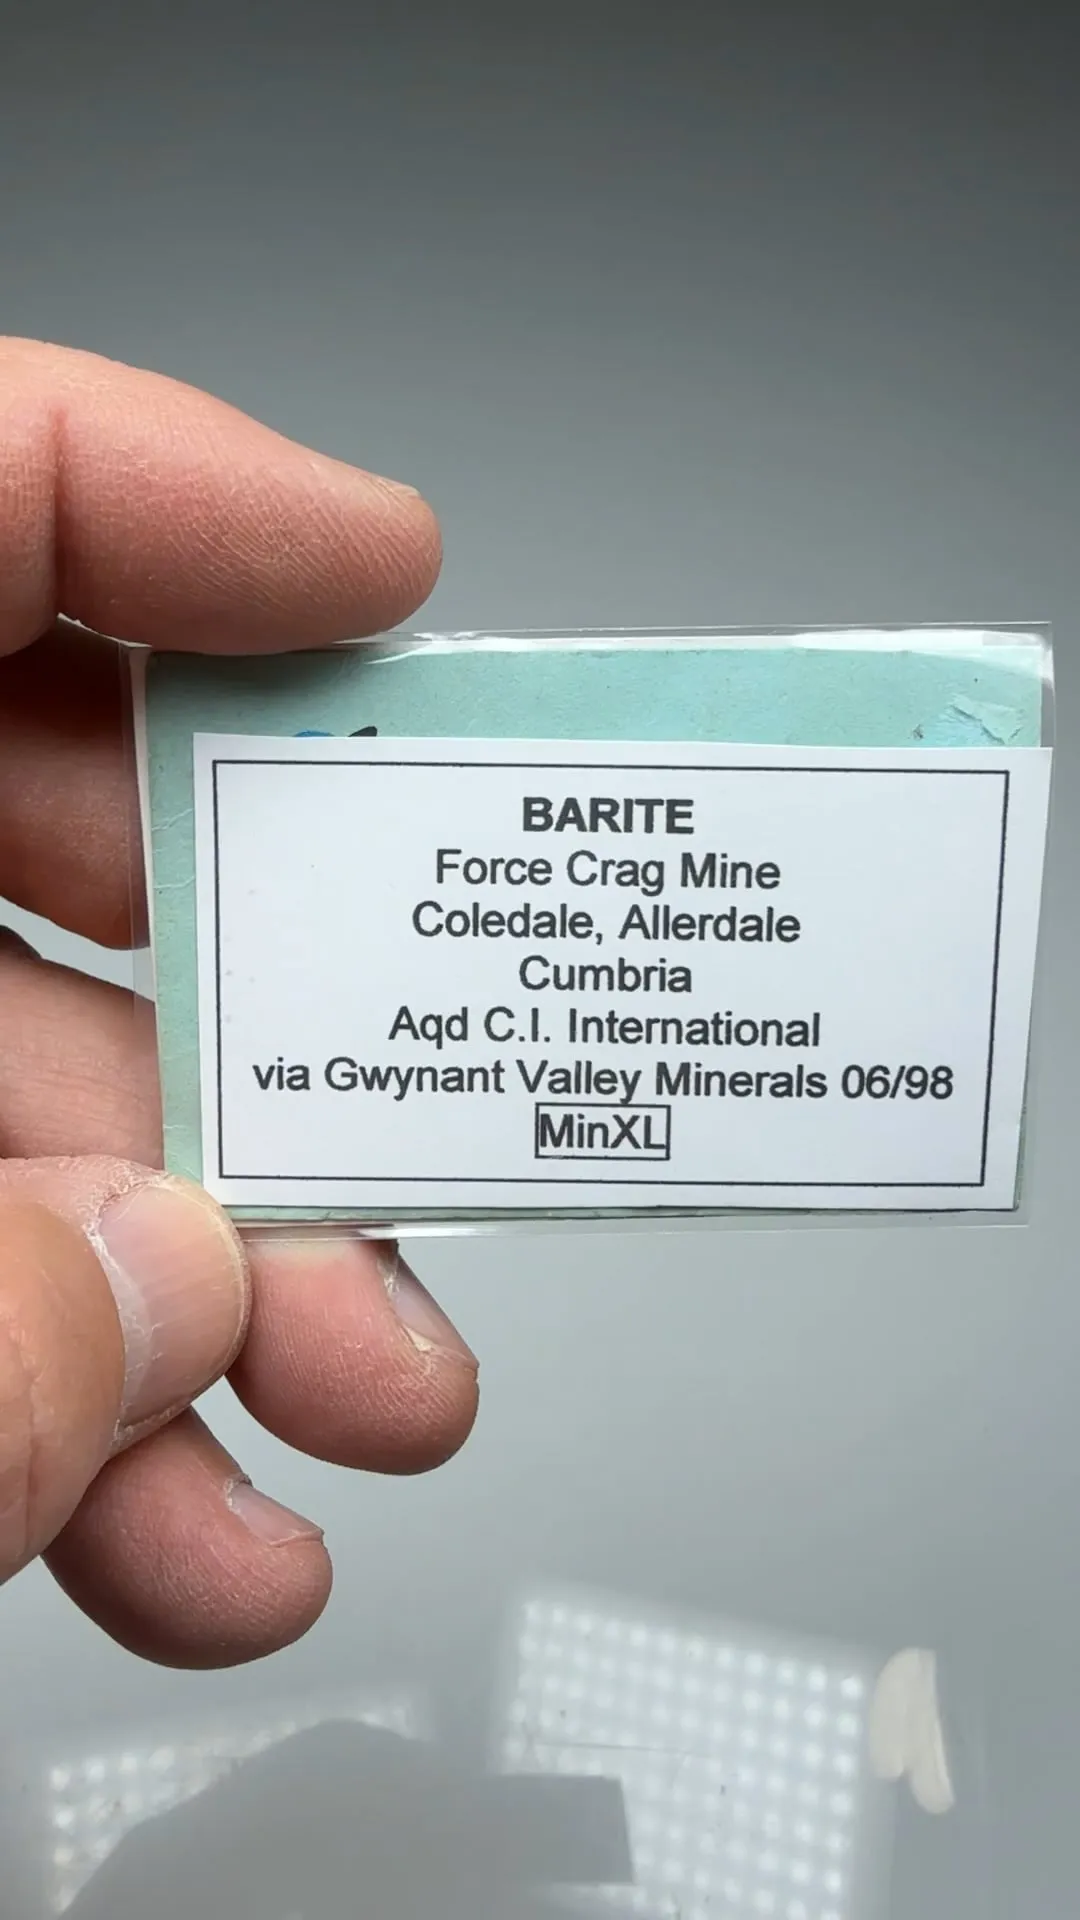 BARITE
Force Crag Mine
Coledale, Allerdale
Cumbria
Aqd C.I. International
via Gwynant Valley Minerals 06/98
MinXL